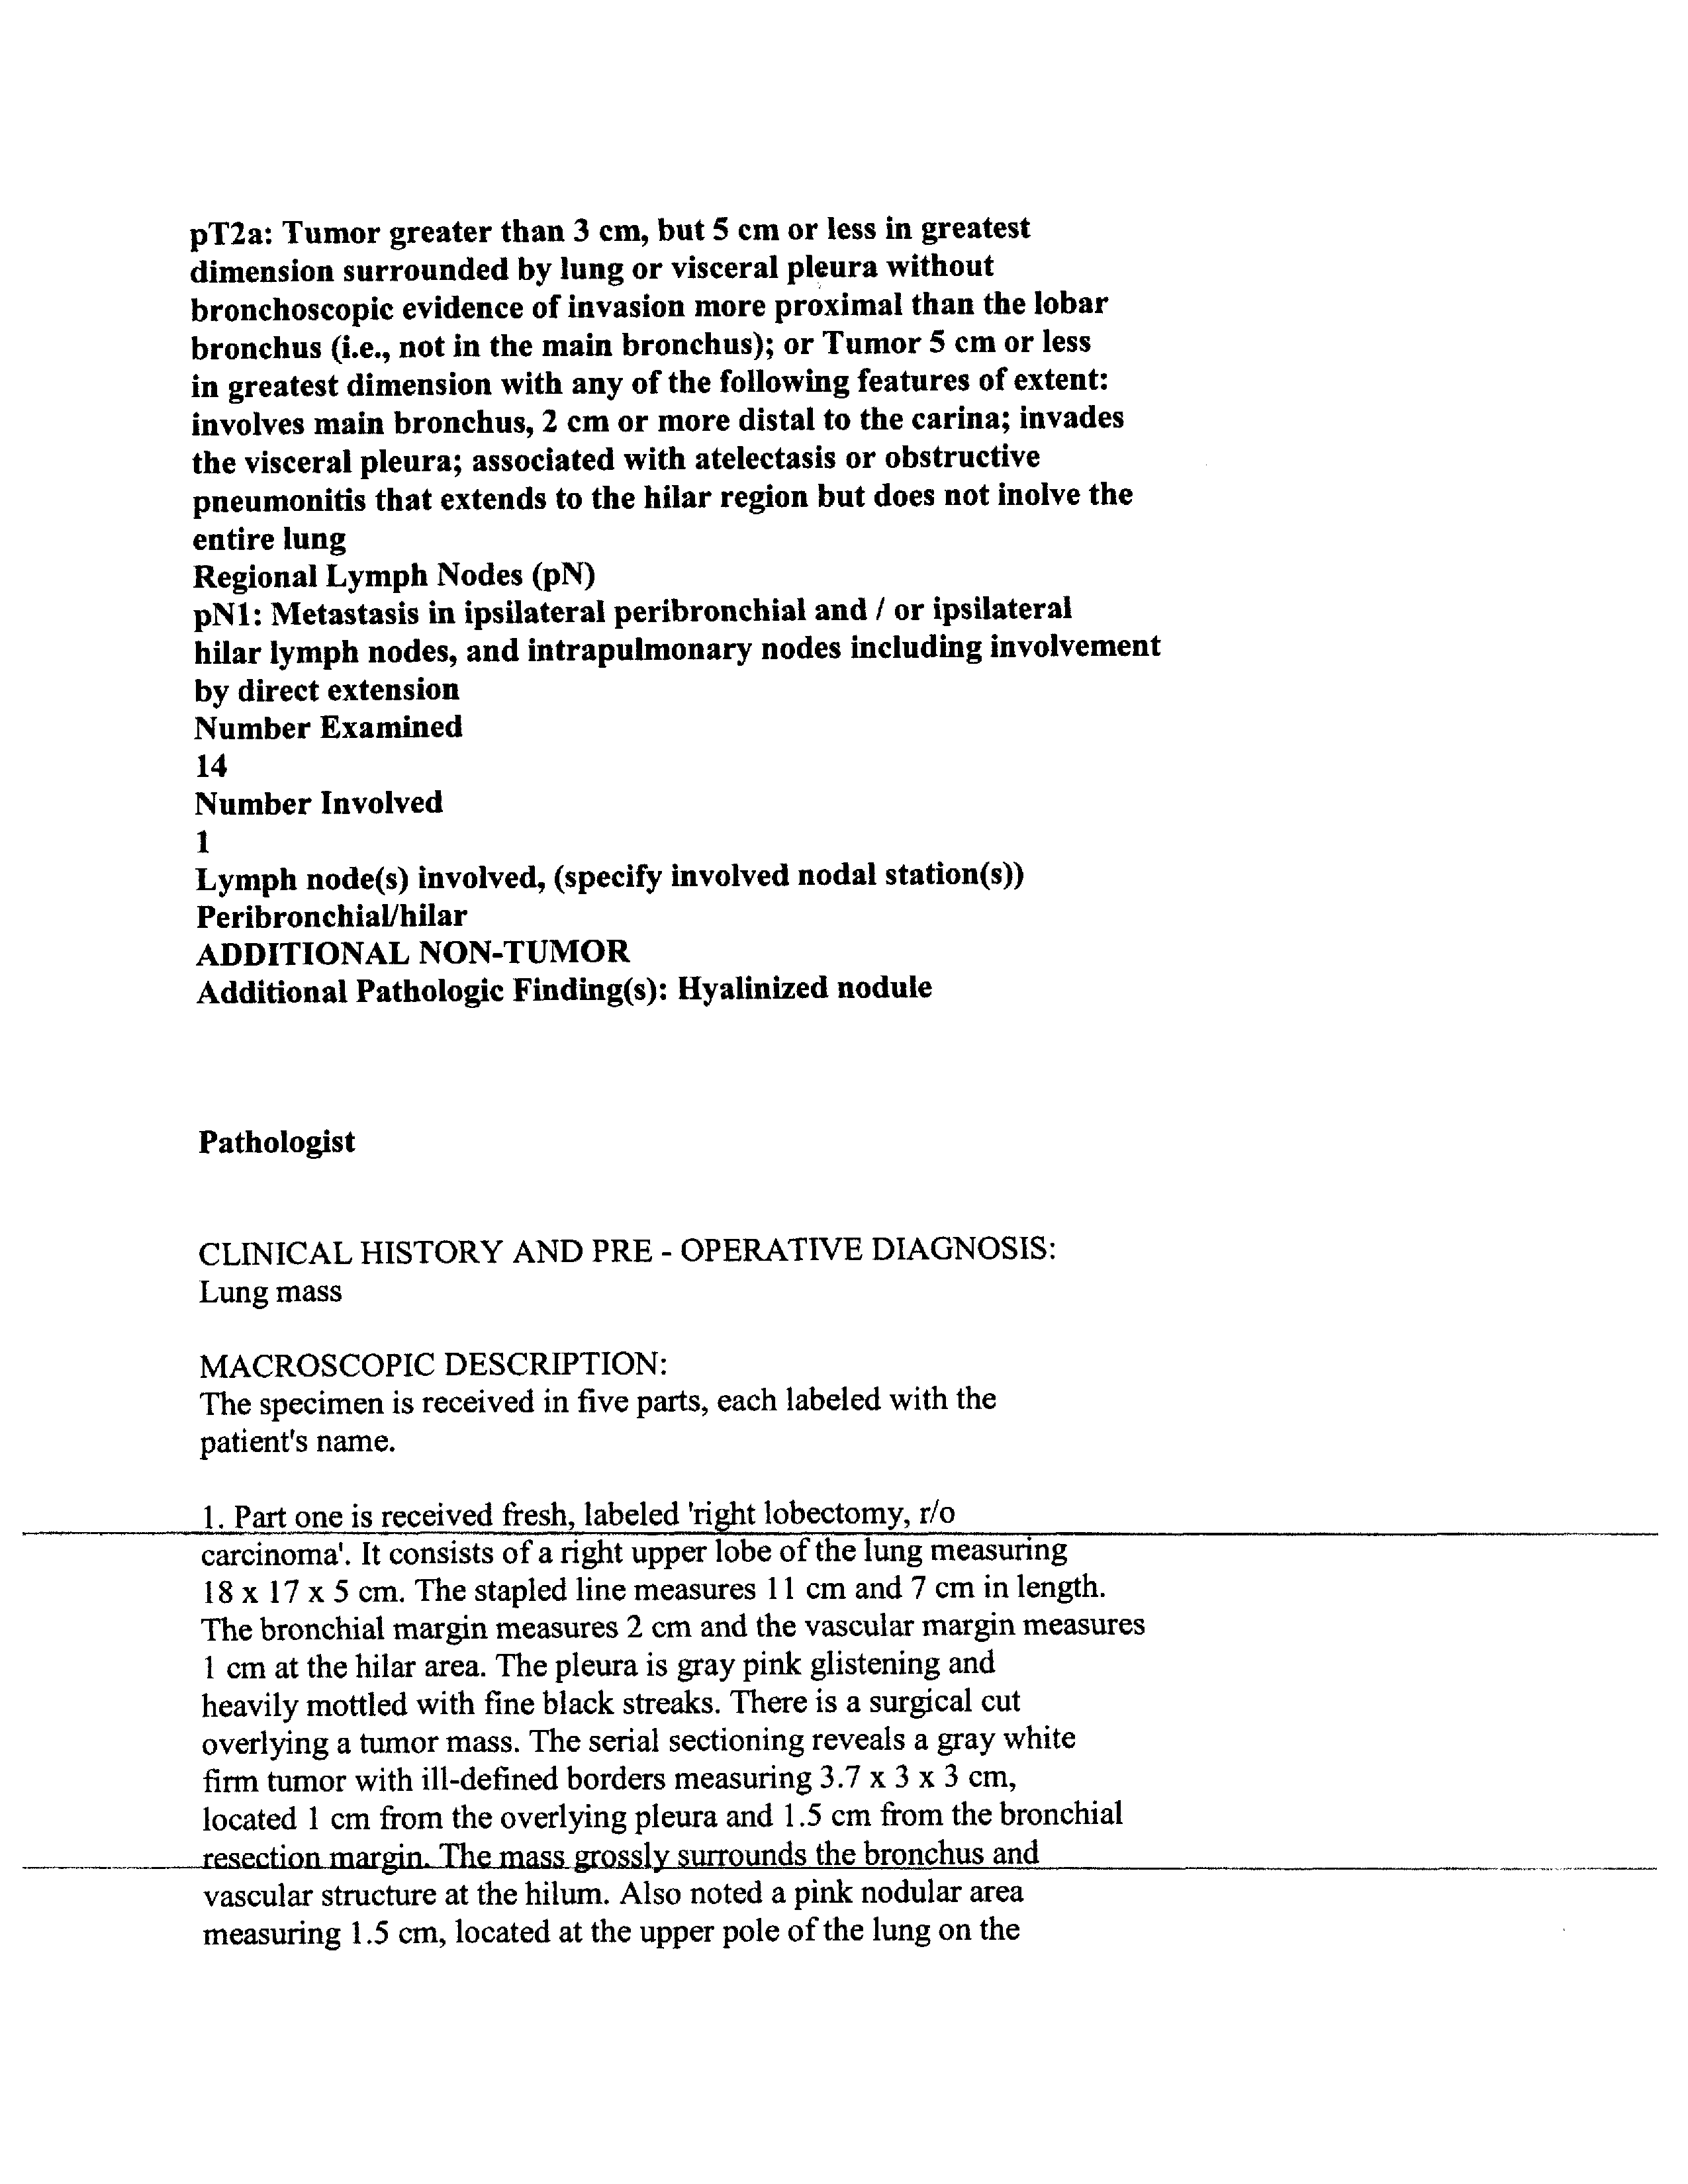 pT2a: Tumor greater than 3 cm, but 5 cm or less in greatest
dimension surrounded by lung or visceral pleura without
bronchoscopic evidence of invasion more proximal than the lobar
bronchus (i.e., not in the main bronchus); or Tumor 5 cm or less
in greatest dimension with any of the following features of extent:
involves main bronchus, 2 cm or more distal to the carina; invades
the visceral pleura; associated with atelectasis or obstructive
pneumonitis that extends to the hilar region but does not inolve the
entire lung
Regional Lymph Nodes (pN)
pN1: Metastasis in ipsilateral peribronchial and / or ipsilateral
hilar lymph nodes, and intrapulmonary nodes including involvement
by direct extension
Number Examined
14
Number Involved
1
Lymph node(s) involved, (specify involved nodal station(s))
Peribronchial/hilar
ADDITIONAL NON-TUMOR
Additional Pathologic Finding(s): Hyalinized nodule
Pathologist
CLINICAL HISTORY AND PRE - OPERATIVE DIAGNOSIS:
Lung mass
MACROSCOPIC DESCRIPTION:
The specimen is received in five parts, each labeled with the
patient's name.
1. Part one is received fresh, labeled 'right lobectomy, r/o
carcinoma'. It consists of a right upper lobe of the lung measuring
18 x 17 x 5 cm. The stapled line measures 11 cm and 7 cm in length.
The bronchial margin measures 2 cm and the vascular margin measures
1 cm at the hilar area. The pleura is gray pink glistening and
heavily mottled with fine black streaks. There is a surgical cut
overlying a tumor mass. The serial sectioning reveals a gray white
firm tumor with ill-defined borders measuring 3.7 x 3 x 3 cm,
located 1 cm from the overlying pleura and 1.5 cm from the bronchial
resection margin. The mass grossly surrounds the bronchus and
vascular structure at the hilum. Also noted a pink nodular area
measuring 1.5 cm, located at the upper pole of the lung on the